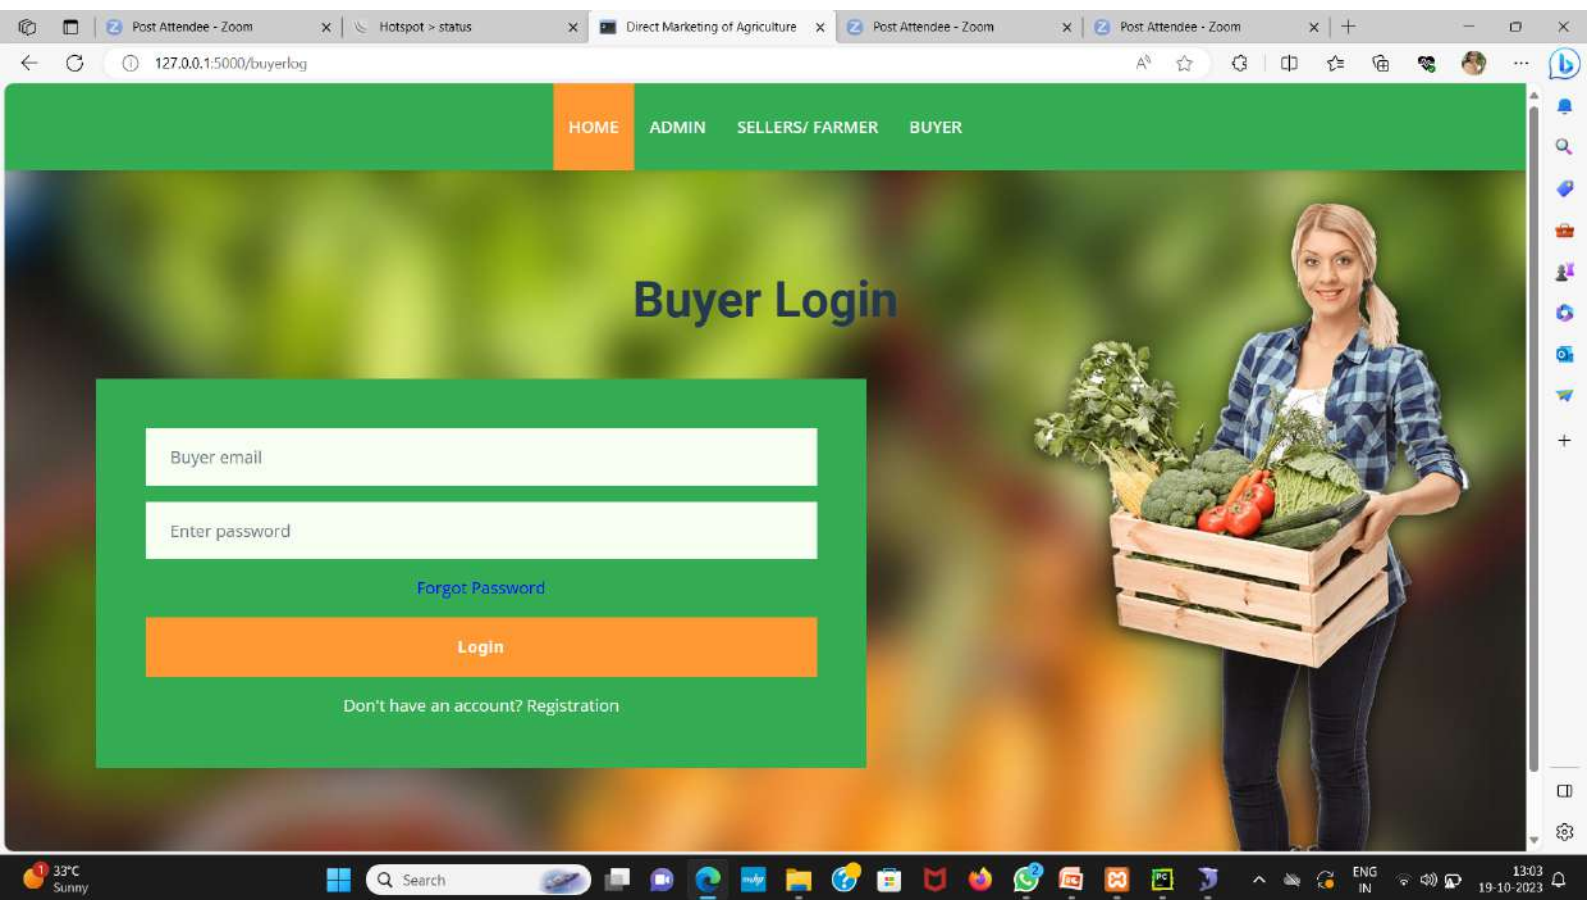 Post Attendee - Zoom
Hotspot > status
Direct Marketing of Agriculture
Post Attendee - Zoom
Post Attendee - Zoom
127.0.0.1:5000/buyerlog
HOME
ADMIN
SELLERS/ FARMER
BUYER
Buyer Login
Buyer email
Enter password
Forgot Password
Login
Don't have an account? Registration
1
33°C
Sunny
Search
2
ENG
IN
13:03
19-10-2023